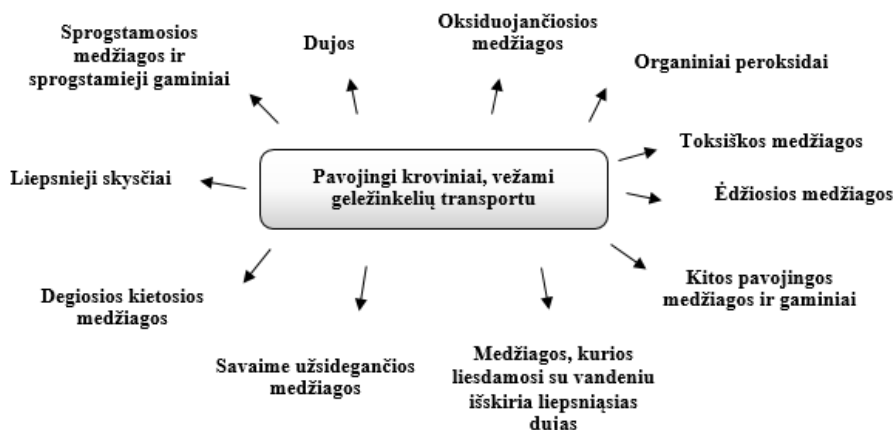 Sprogstamosios
medžiagos ir
sprogstamieji gaminiai
Dujos
Oksiduojančiosios
medžiagos
Organiniai peroksidai
Toksiškos medžiagos
Ėdžiosios medžiagos
Kitos pavojingos
medžiagos ir gaminiai
Medžiagos, kurios
liesdamosi su vandeniu
išskiria liepsniąsias
dujas
Savaime užsidegančios
medžiagos
Degiosios kietosios
medžiagos
Liepsnieji skysčiai
Pavojingi kroviniai, vežami
geležinkelių transportu